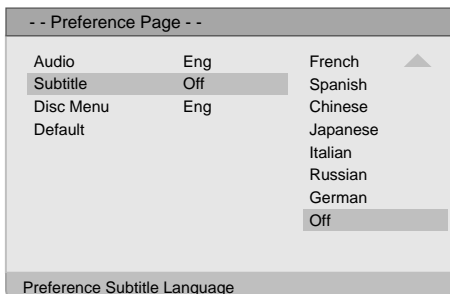 - - Preference Page - -
Audio Eng French
Subtitle Off Spanish
Disc Menu Eng Chinese
Default Japanese
Italian
Russian
German
Off
Preference Subtitle Language